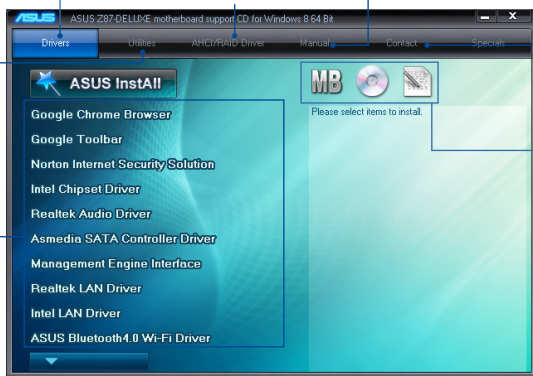 ASUS
ASUS Z87-DELUXE motherboard support CD for Windows 8 64 Bit
X
Drivers
Utilities
AHCI/RAID Driver
Manual
Contact
Specials
ASUS InstAll
MB
Please select items to install.
Google Chrome Browser
Google Toolbar
Norton Internet Security Solution
Intel Chipset Driver
Realtek Audio Driver
Asmedia SATA Controller Driver
Management Engine Interface
Realtek LAN Driver
Intel LAN Driver
ASUS Bluetooth4.0 Wi-Fi Driver